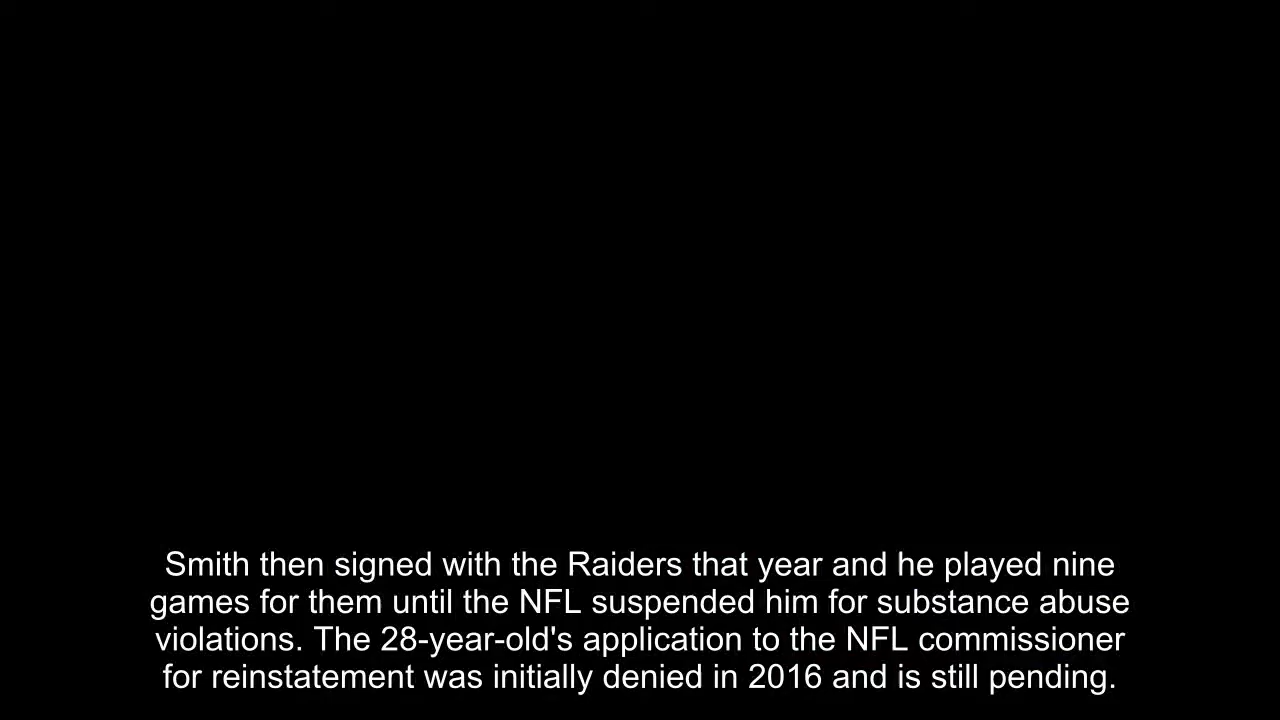 Smith then signed with the Raiders that year and he played nine
games for them until the NFL suspended him for substance abuse
violations. The 28-year-old's application to the NFL commissioner
for reinstatement was initially denied in 2016 and is still pending.